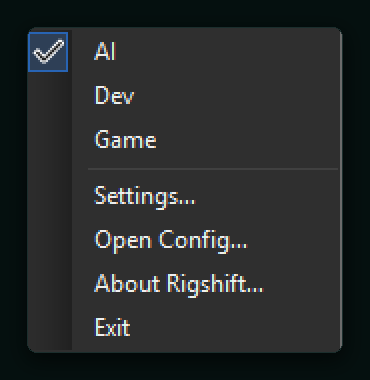 AI
Dev
Game
Settings...
Open Config...
About Rigshift...
Exit